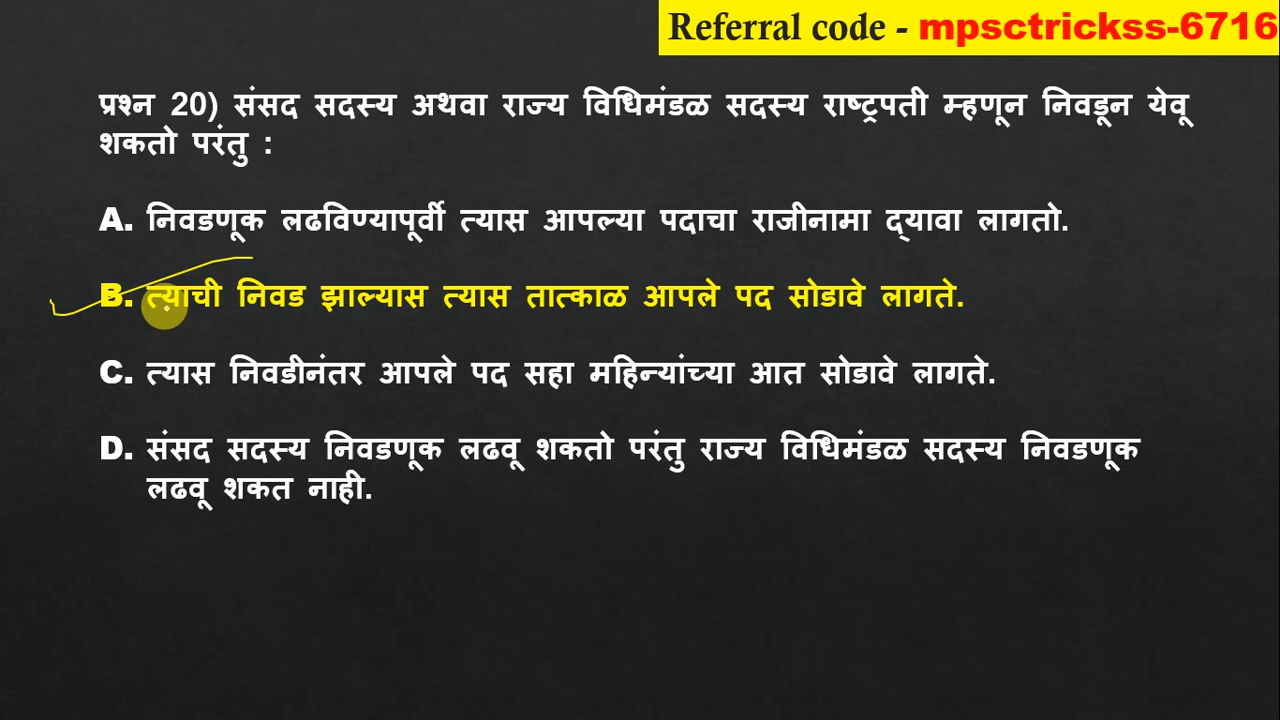 Referral code - mpsctrickss-6716
प्रश्न 20) संसद सदस्य अथवा राज्य विधिमंडळ सदस्य राष्ट्रपती म्हणून निवडून येवू
शकतो परंतु :
A. निवडणूक लढविण्यापूर्वी त्यास आपल्या पदाचा राजीनामा द्‌यावा लागतो.
B. त्याची निवड झाल्यास त्यास तात्काळ आपले पद सोडावे लागते.
C. त्यास निवडीनंतर आपले पद सहा महिन्यांच्या आत सोडावे लागते.
D. संसद सदस्य निवडणूक लढवू शकतो परंतु राज्य विधिमंडळ सदस्य निवडणूक
लढवू शकत नाही.